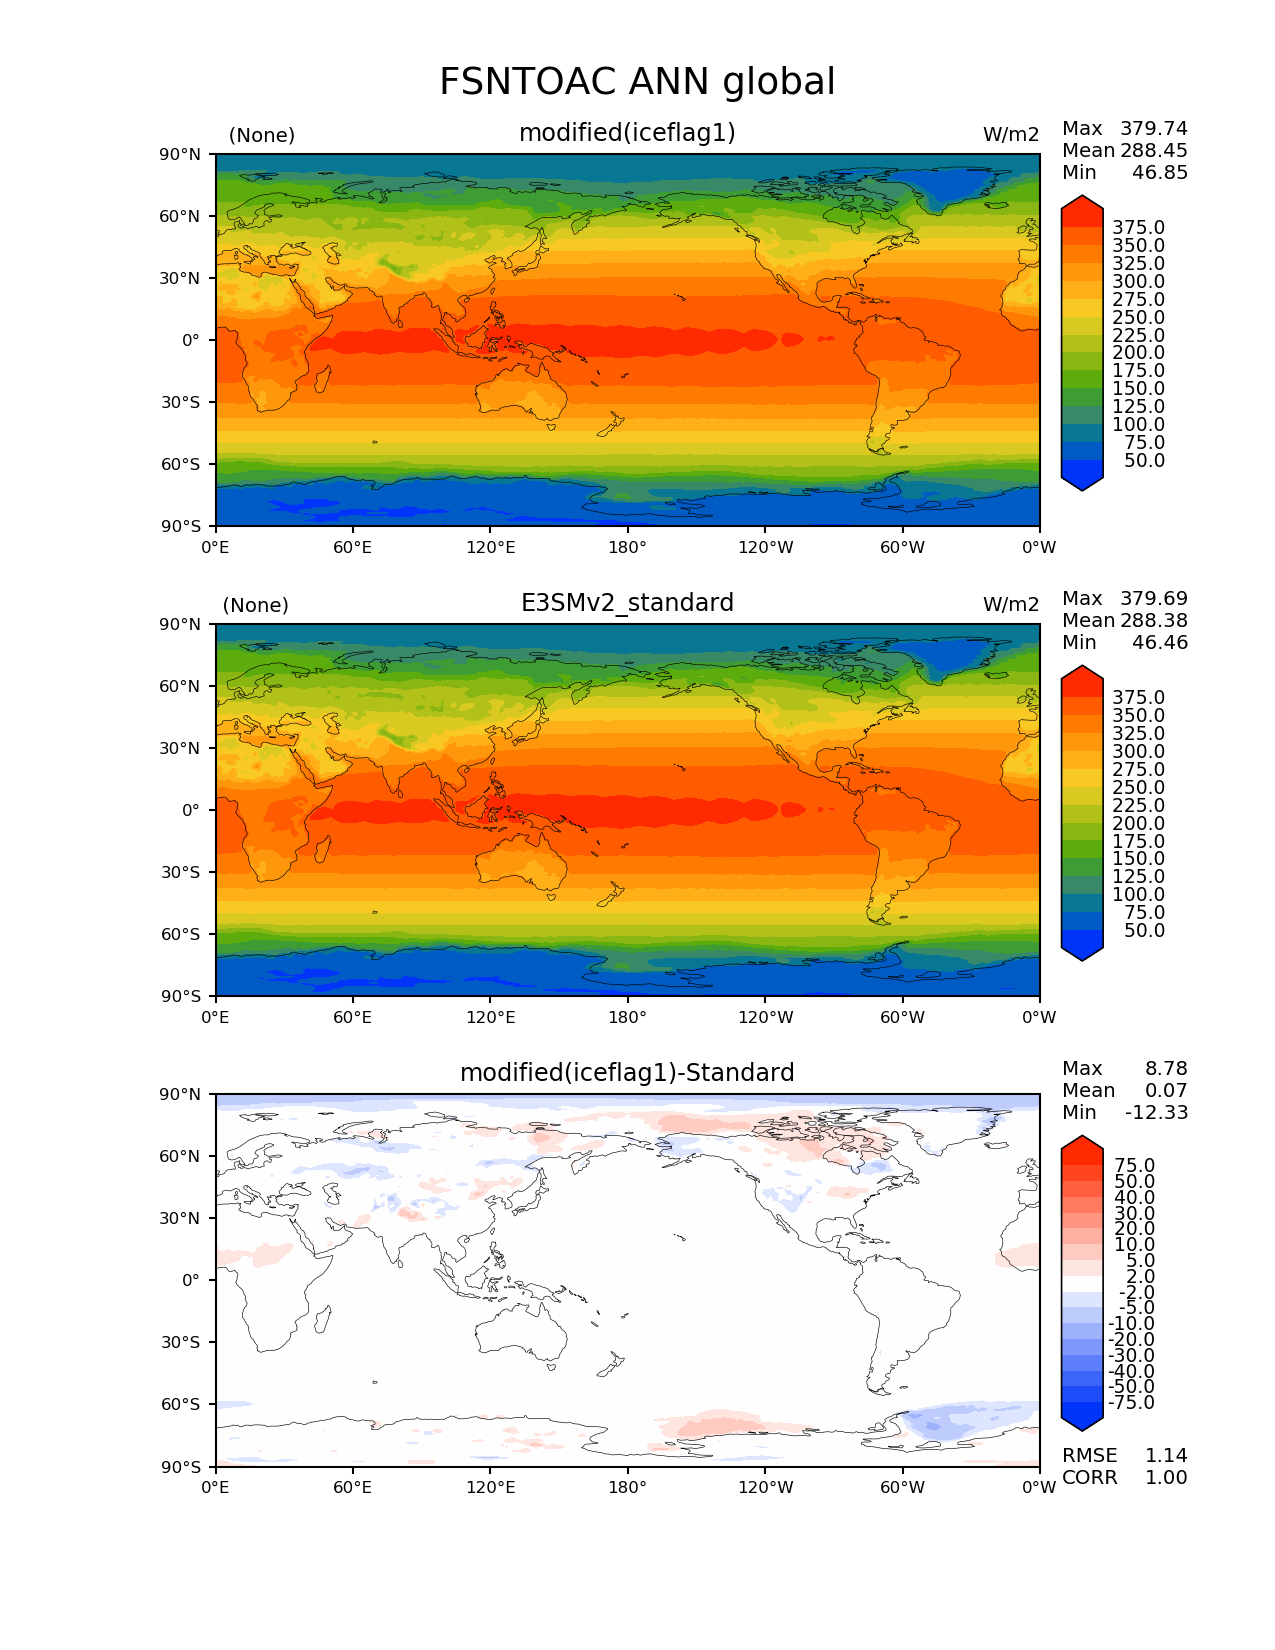 FSNTOAC ANN global
(None) modified(iceflag1) W/m2
Max 379.74
Mean 288.45
Min 46.85
90°N
60°N
30°N
0°
30°S
60°S
90°S
0°E 60°E 120°E 180° 120°W 60°W 0°W
375.0
350.0
325.0
300.0
275.0
250.0
225.0
200.0
175.0
150.0
125.0
100.0
75.0
50.0
(None) E3SMv2_standard W/m2
Max 379.69
Mean 288.38
Min 46.46
90°N
60°N
30°N
0°
30°S
60°S
90°S
0°E 60°E 120°E 180° 120°W 60°W 0°W
375.0
350.0
325.0
300.0
275.0
250.0
225.0
200.0
175.0
150.0
125.0
100.0
75.0
50.0
modified(iceflag1)-Standard
Max 8.78
Mean 0.07
Min -12.33
90°N
60°N
30°N
0°
30°S
60°S
90°S
0°E 60°E 120°E 180° 120°W 60°W 0°W
75.0
50.0
40.0
30.0
20.0
10.0
5.0
2.0
-2.0
-5.0
-10.0
-20.0
-30.0
-40.0
-50.0
-75.0
RMSE 1.14
CORR 1.00